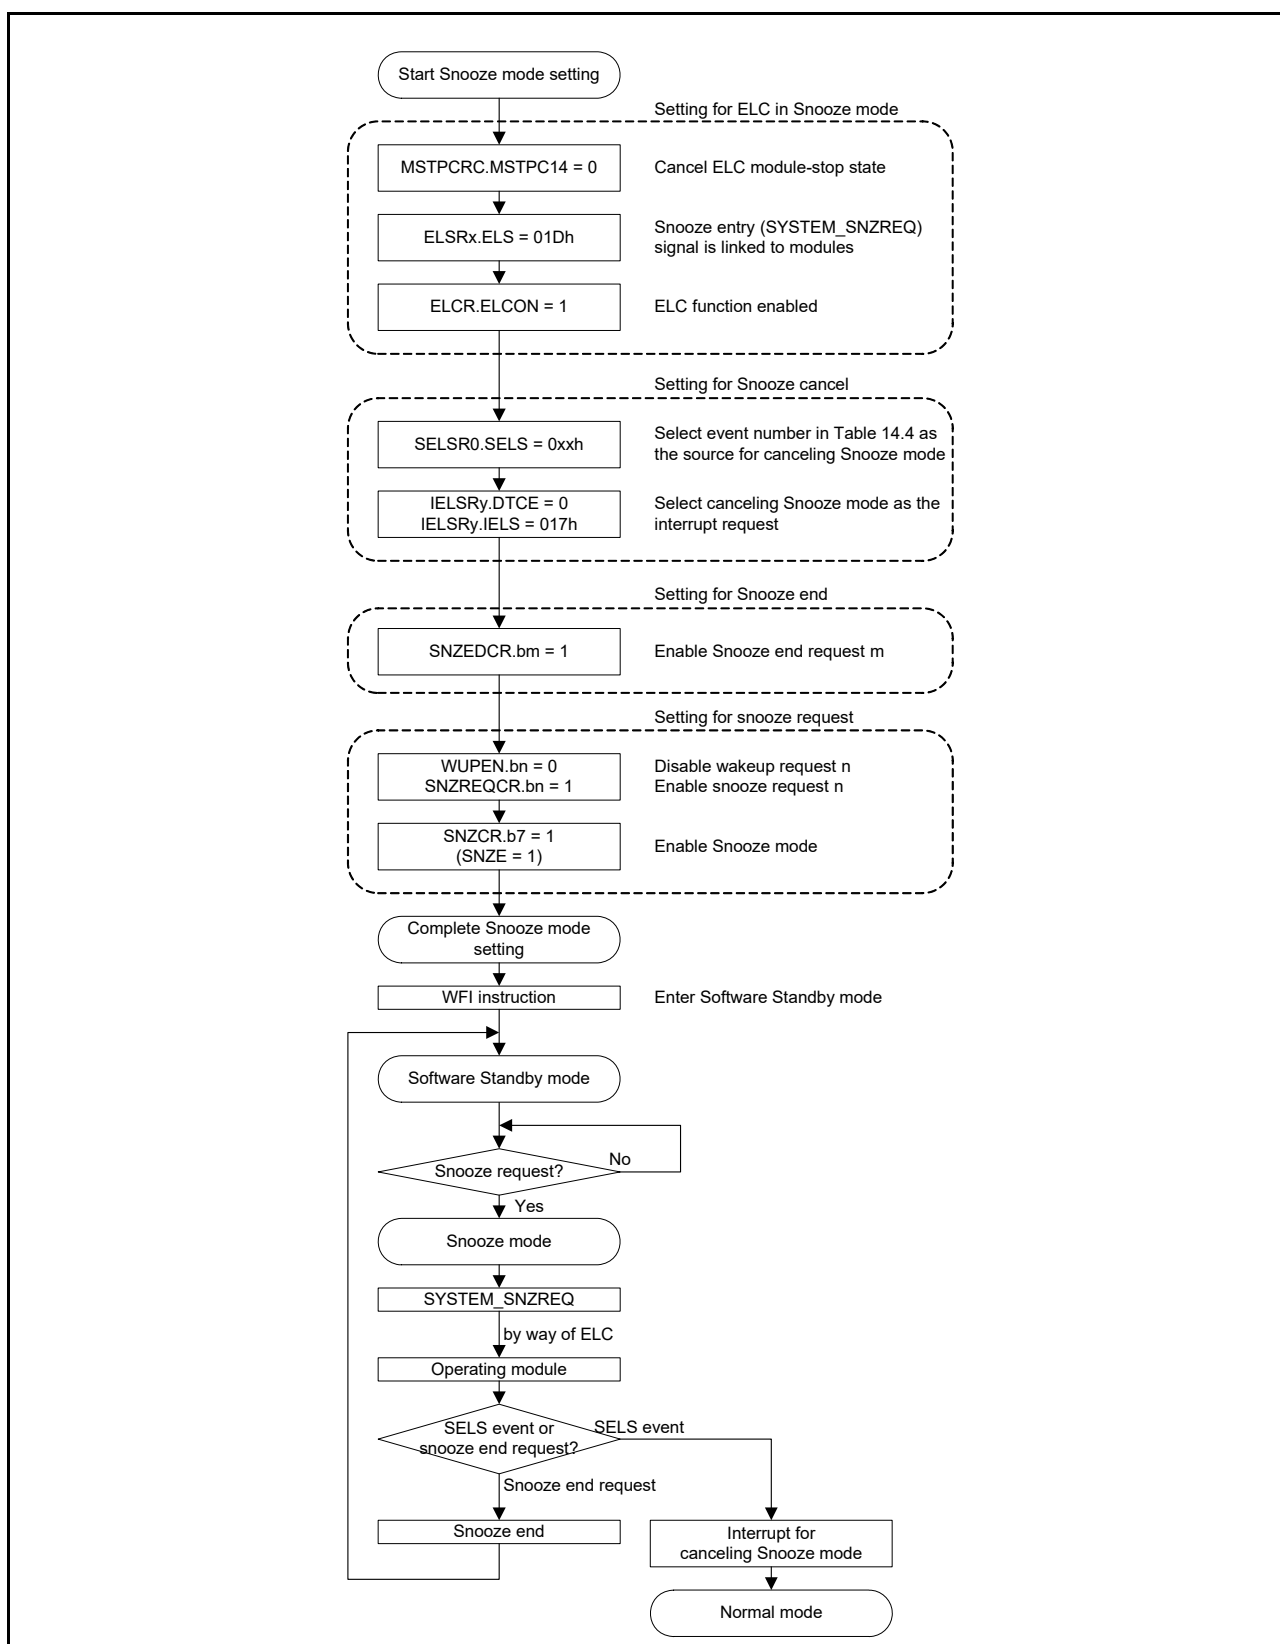 Start Snooze mode setting
Setting for ELC in Snooze mode
MSTPCRC.MSTPC14 = 0
Cancel ELC module-stop state
ELSRx.ELS = 01Dh
Snooze entry (SYSTEM_SNZREQ)
signal is linked to modules
ELCR.ELCON = 1
ELC function enabled
Setting for Snooze cancel
SELSR0.SELS = 0xxh
Select event number in Table 14.4 as
the source for canceling Snooze mode
IELSRy.DTCE = 0
IELSRy.IELS = 017h
Select canceling Snooze mode as the
interrupt request
Setting for Snooze end
SNZEDCR.bm = 1
Enable Snooze end request m
Setting for snooze request
WUPEN.bn = 0
SNZREQCR.bn = 1
Disable wakeup request n
Enable snooze request n
SNZCR.b7 = 1
(SNZE = 1)
Enable Snooze mode
Complete Snooze mode
setting
WFI instruction
Enter Software Standby mode
Software Standby mode
Snooze request?
No
Yes
Snooze mode
SYSTEM_SNZREQ
by way of ELC
Operating module
SELS event or
snooze end request?
SELS event
Snooze end request
Snooze end
Interrupt for
canceling Snooze mode
Normal mode